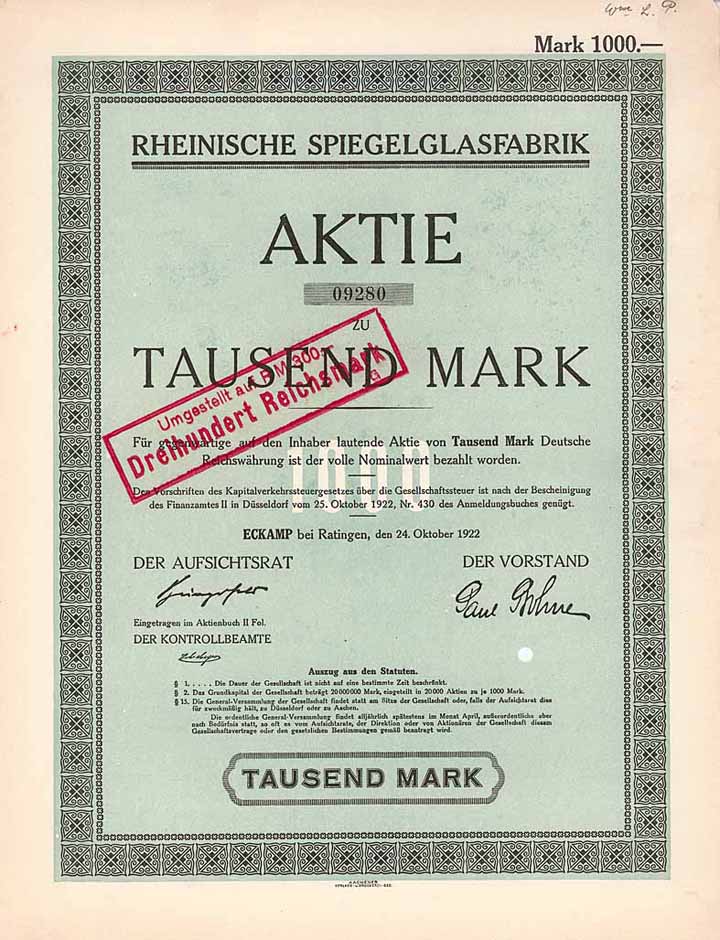 Wm L. P.
Mark 1000.—
RHEINISCHE SPIEGELGLASFABRIK
AKTIE
09280
ZU
TAUSEND MARK
Umgestellt auf R.M. 300.-
Dreihundert Reichsmark
Für gegenwärtige auf den Inhaber lautende Aktie von Tausend Mark Deutsche
Reichswährung ist der volle Nominalwert bezahlt worden.
1000
Den Vorschriften des Kapitalverkehrssteuergesetzes über die Gesellschaftssteuer ist nach der Bescheinigung
des Finanzamtes II in Düsseldorf vom 25. Oktober 1922, Nr. 430 des Anmeldungsbuches genügt.
ECKAMP bei Ratingen, den 24. Oktober 1922
DER AUFSICHTSRAT
DER VORSTAND
Eingetragen im Aktienbuch II Fol.
DER KONTROLLBEAMTE
Auszug aus den Statuten.
§ 1. . . . . Die Dauer der Gesellschaft ist nicht auf eine bestimmte Zeit beschränkt.
§ 2. Das Grundkapital der Gesellschaft beträgt 20000000 Mark, eingeteilt in 20000 Aktien zu je 1000 Mark.
§ 15. Die General-Versammlung der Gesellschaft findet statt am Sitze der Gesellschaft oder, falls der Aufsichtsrat dies
für zweckmäßig hält, zu Düsseldorf oder zu Aachen.
Die ordentliche General-Versammlung findet alljährlich spätestens im Monat April, außerordentliche aber
nach Bedürfnis statt, so oft es vom Aufsichtsrate, der Direktion oder von Aktionären der Gesellschaft diesem
Gesellschaftsvertrage oder den gesetzlichen Bestimmungen gemäß beantragt wird.
TAUSEND MARK
AACHENER